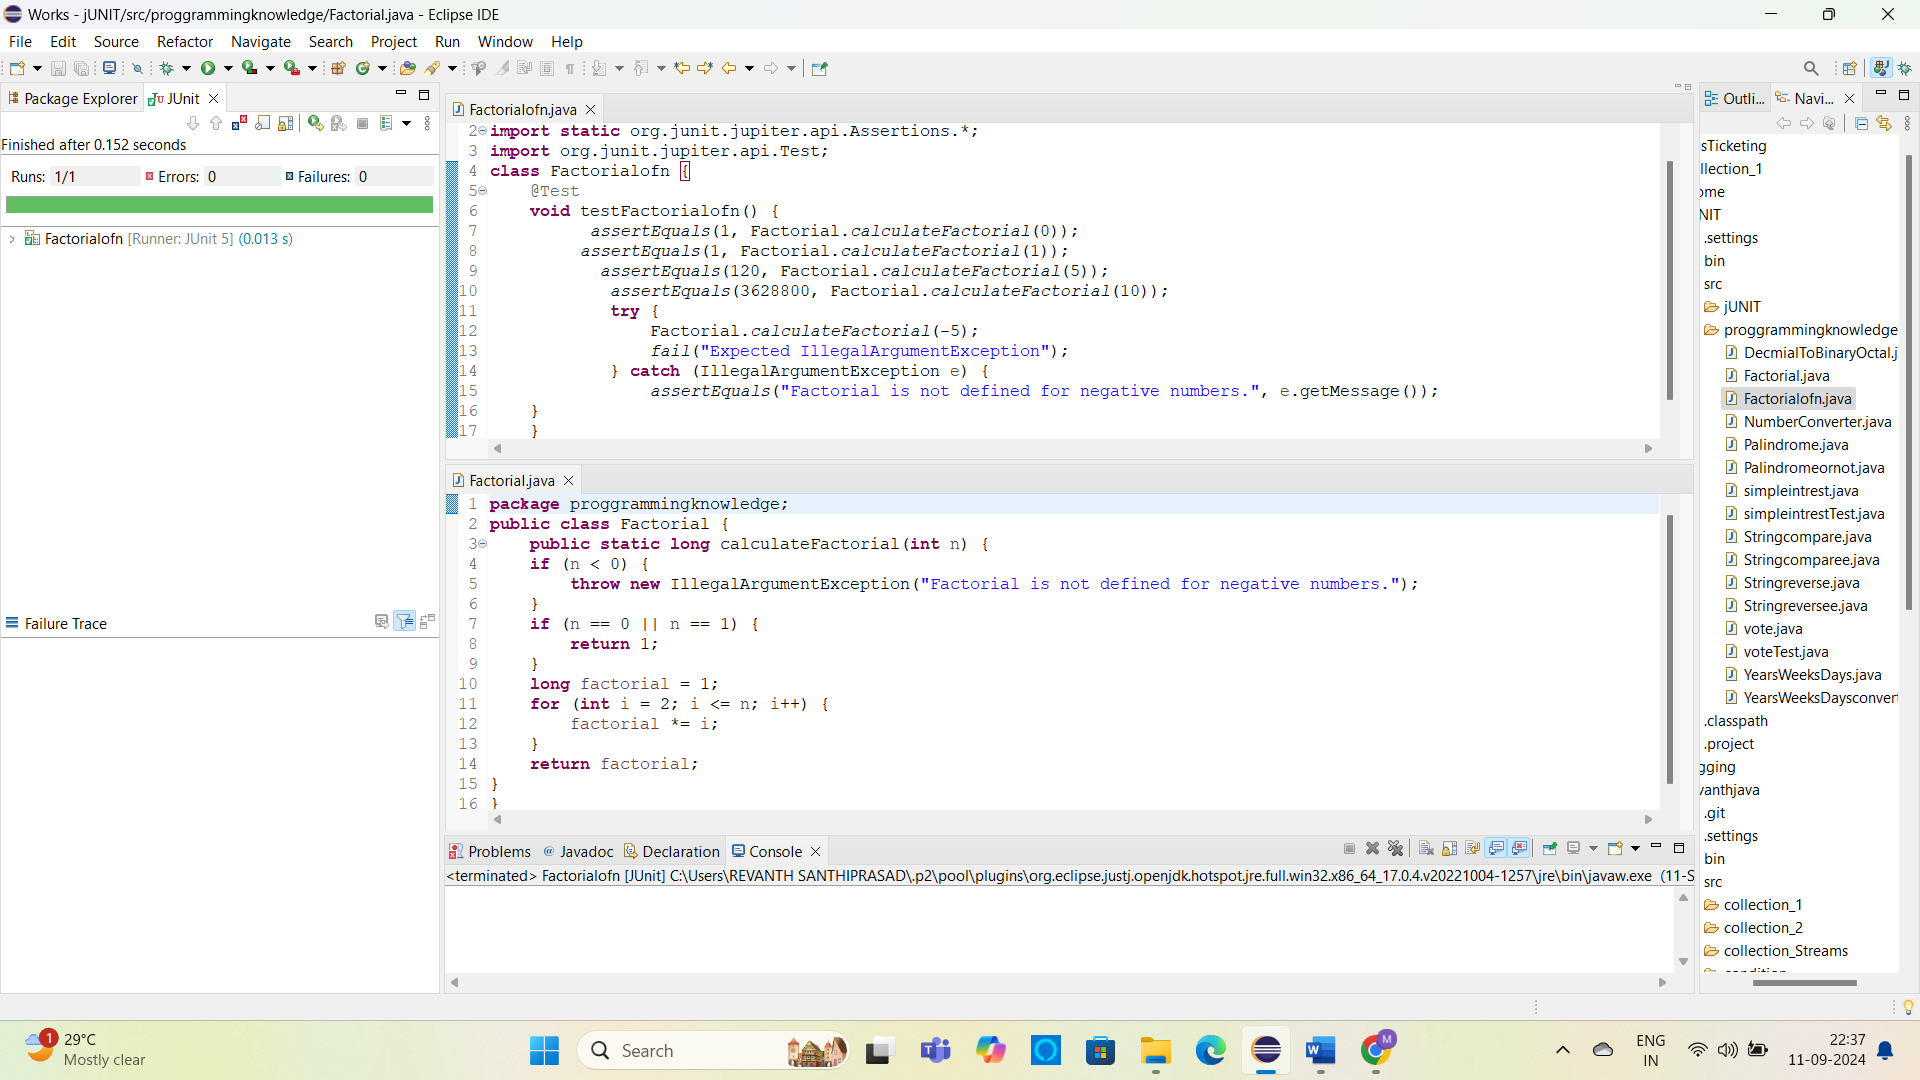 Works - jUNIT/src/proggrammingknowledge/Factorial.java - Eclipse IDE
File Edit Source Refactor Navigate Search Project Run Window Help
Package Explorer JUnit
Finished after 0.152 seconds
Runs: 1/1 Errors: 0 Failures: 0
Factorialofn [Runner: JUnit 5] (0.013 s)
Failure Trace
Factorialofn.java
2 import static org.junit.jupiter.api.Assertions.*;
3 import org.junit.jupiter.api.Test;
4 class Factorialofn {
5 @Test
6 void testFactorialofn() {
7 assertEquals(1, Factorial.calculateFactorial(0));
8 assertEquals(1, Factorial.calculateFactorial(1));
9 assertEquals(120, Factorial.calculateFactorial(5));
10 assertEquals(3628800, Factorial.calculateFactorial(10));
11 try {
12 Factorial.calculateFactorial(-5);
13 fail("Expected IllegalArgumentException");
14 } catch (IllegalArgumentException e) {
15 assertEquals("Factorial is not defined for negative numbers.", e.getMessage());
16 }
17 }
Factorial.java
1 package proggrammingknowledge;
2 public class Factorial {
3 public static long calculateFactorial(int n) {
4 if (n < 0) {
5 throw new IllegalArgumentException("Factorial is not defined for negative numbers.");
6 }
7 if (n == 0 || n == 1) {
8 return 1;
9 }
10 long factorial = 1;
11 for (int i = 2; i <= n; i++) {
12 factorial *= i;
13 }
14 return factorial;
15 }
16 }
Problems Javadoc Declaration Console
<terminated> Factorialofn [JUnit] C:\Users\REVANTH SANTHIPRASAD\.p2\pool\plugins\org.eclipse.justj.openjdk.hotspot.jre.full.win32.x86_64_17.0.4.v20221004-1257\jre\bin\javaw.exe (11-S
Outli... Navi...
sTicketing
llection_1
ome
NIT
.settings
bin
src
jUNIT
proggrammingknowledge
DecmialToBinaryOctal.j
Factorial.java
Factorialofn.java
NumberConverter.java
Palindrome.java
Palindromeornot.java
simpleintrest.java
simpleintrestTest.java
Stringcompare.java
Stringcomparee.java
Stringreverse.java
Stringreversee.java
vote.java
voteTest.java
YearsWeeksDays.java
YearsWeeksDaysconvert
.classpath
.project
gging
vanthjava
.git
.settings
bin
src
collection_1
collection_2
collection_Streams
1
29°C
Mostly clear
Search
M
ENG
IN
22:37
11-09-2024